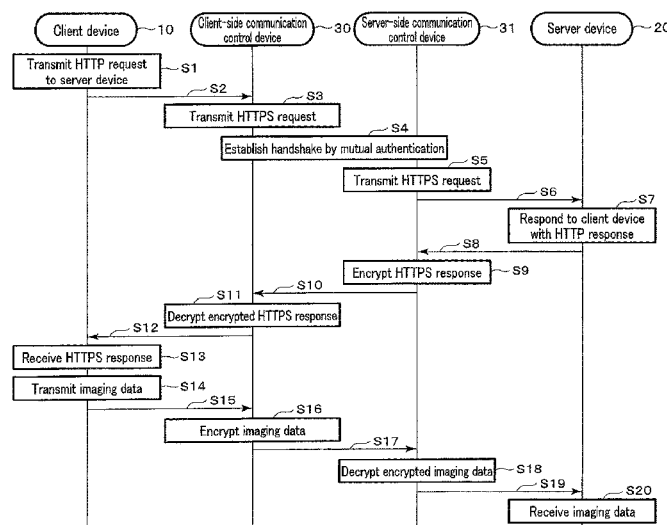 Client device
10
Client-side communication
control device
30
Server-side communication
control device
31
Server device
20
Transmit HTTP request
to server device
S1
S2
S3
Transmit HTTPS request
S4
Establish handshake by mutual authentication
S5
Transmit HTTPS request
S6
S7
Respond to client device
with HTTP response
S8
Encrypt HTTPS response
S9
S10
S11
Decrypt encrypted HTTPS response
S12
Receive HTTPS response
S13
Transmit imaging data
S14
S15
S16
Encrypt imaging data
S17
Decrypt encrypted imaging data
S18
S19
S20
Receive imaging data